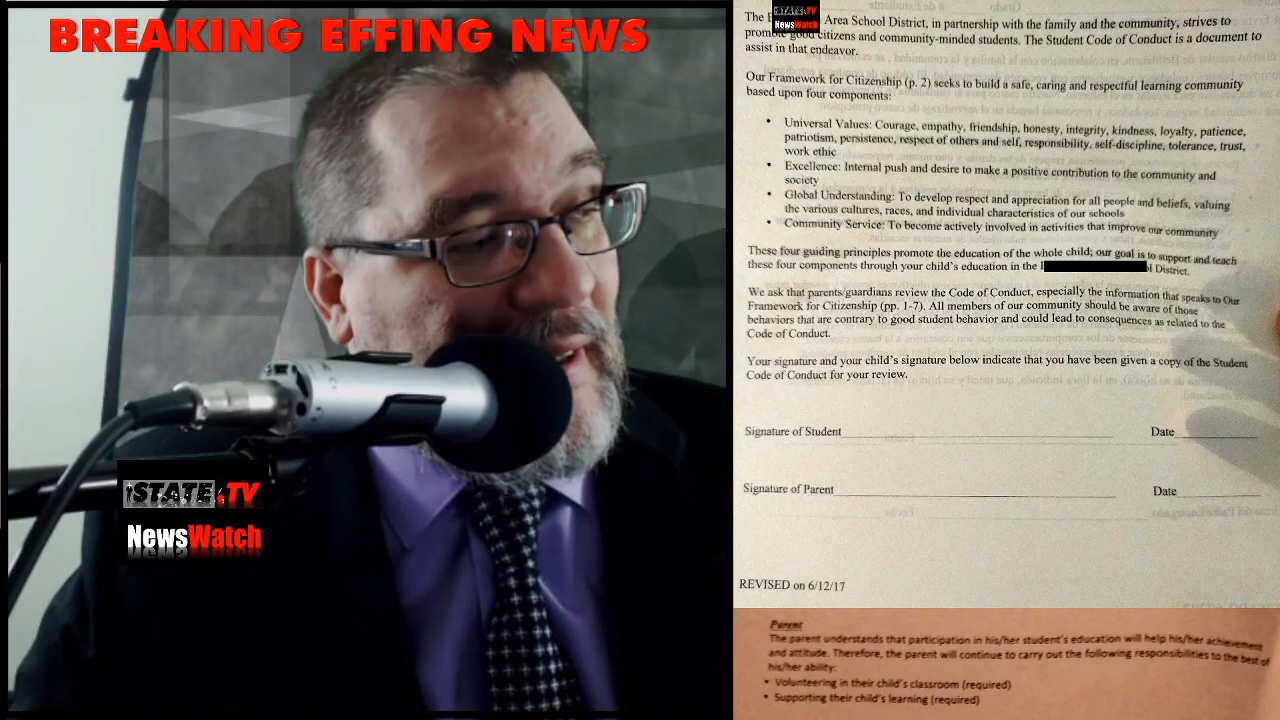 BREAKING EFFING NEWS
STATE TV
NewsWatch
STATE TV
NewsWatch
The Area School District, in partnership with the family and the community, strives to
promote good citizens and community-minded students. The Student Code of Conduct is a document to
assist in that endeavor.
Our Framework for Citizenship (p. 2) seeks to build a safe, caring and respectful learning community
based upon four components:
• Universal Values: Courage, empathy, friendship, honesty, integrity, kindness, loyalty, patience,
patriotism, persistence, respect of others and self, responsibility, self-discipline, tolerance, trust,
work ethic
• Excellence: Internal push and desire to make a positive contribution to the community and
society
• Global Understanding: To develop respect and appreciation for all people and beliefs, valuing
the various cultures, races, and individual characteristics of our schools
• Community Service: To become actively involved in activities that improve our community
These four guiding principles promote the education of the whole child; our goal is to support and teach
these four components through your child's education in the District.
We ask that parents/guardians review the Code of Conduct, especially the information that speaks to Our
Framework for Citizenship (pp. 1-7). All members of our community should be aware of those
behaviors that are contrary to good student behavior and could lead to consequences as related to the
Code of Conduct.
Your signature and your child's signature below indicate that you have been given a copy of the Student
Code of Conduct for your review.
Signature of Student Date
Signature of Parent Date
REVISED on 6/12/17
Parent
The parent understands that participation in his/her student's education will help his/her achievement
and attitude. Therefore, the parent will continue to carry out the following responsibilities to the best of
his/her ability:
• Volunteering in their child's classroom (required)
• Supporting their child's learning (required)